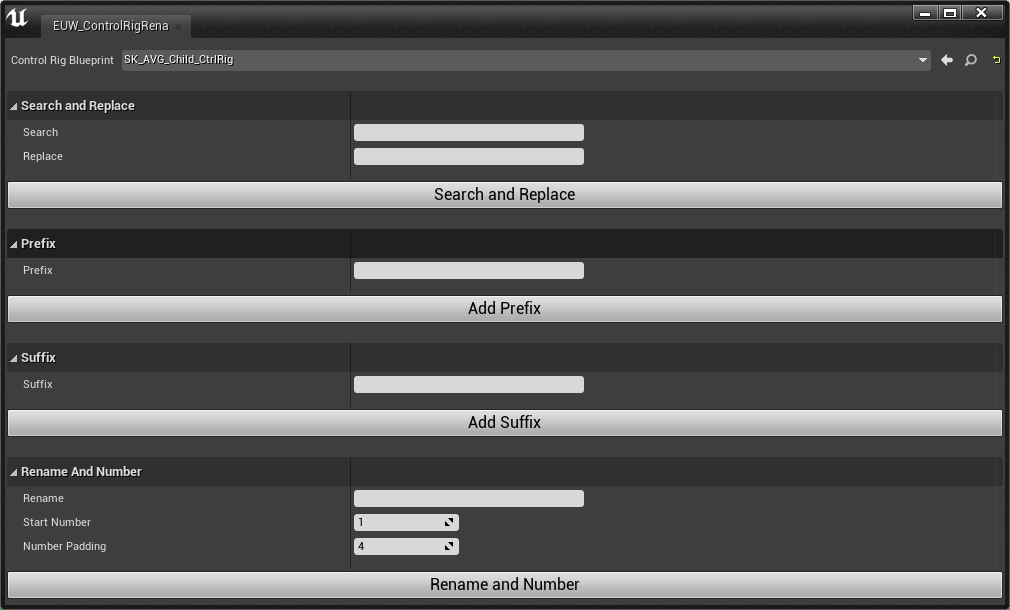 EUW_ControlRigRena
Control Rig Blueprint SK_AVG_Child_CtrlRig
Search and Replace
Search
Replace
Search and Replace
Prefix
Prefix
Add Prefix
Suffix
Suffix
Add Suffix
Rename And Number
Rename
Start Number 1
Number Padding 4
Rename and Number